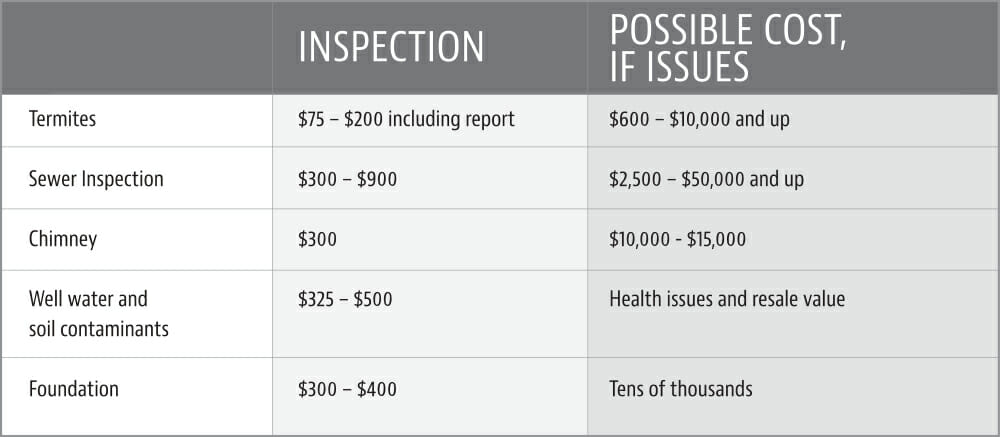 INSPECTION
POSSIBLE COST,
IF ISSUES
Termites
$75 – $200 including report
$600 – $10,000 and up
Sewer Inspection
$300 – $900
$2,500 – $50,000 and up
Chimney
$300
$10,000 - $15,000
Well water and
soil contaminants
$325 – $500
Health issues and resale value
Foundation
$300 – $400
Tens of thousands